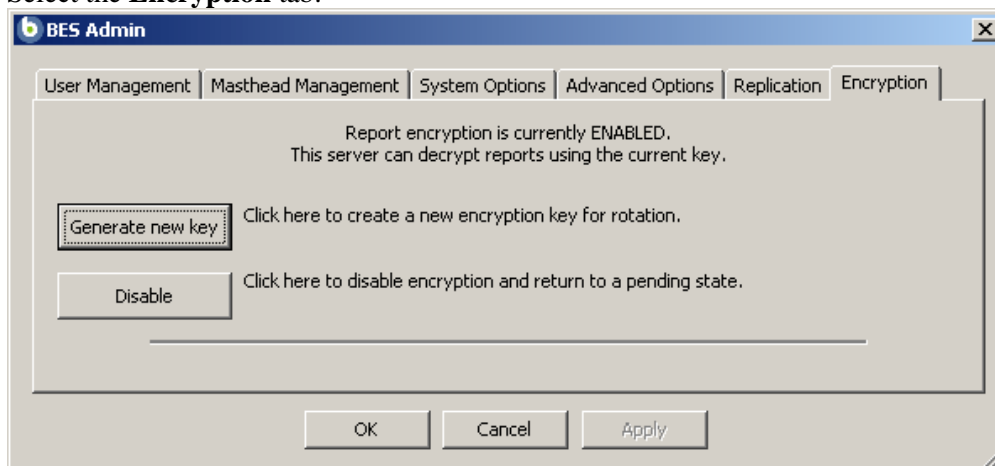 Select the Encryption tab.
BES Admin
User Management Masthead Management System Options Advanced Options Replication Encryption
Report encryption is currently ENABLED.
This server can decrypt reports using the current key.
Generate new key Click here to create a new encryption key for rotation.
Disable Click here to disable encryption and return to a pending state.
OK Cancel Apply